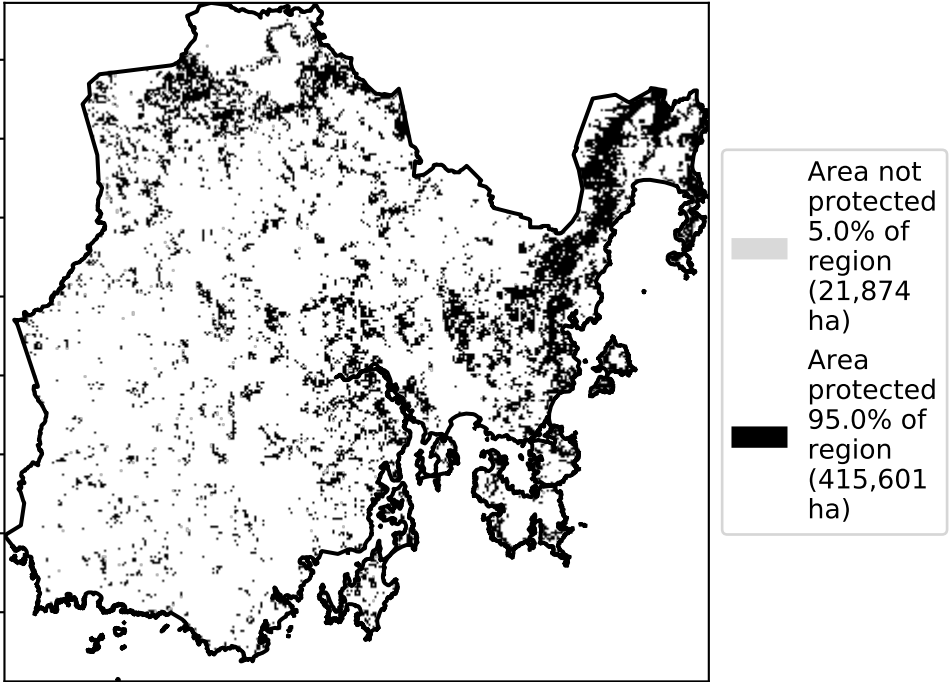 Area not
protected
5.0% of
region
(21,874
ha)
Area
protected
95.0% of
region
(415,601
ha)